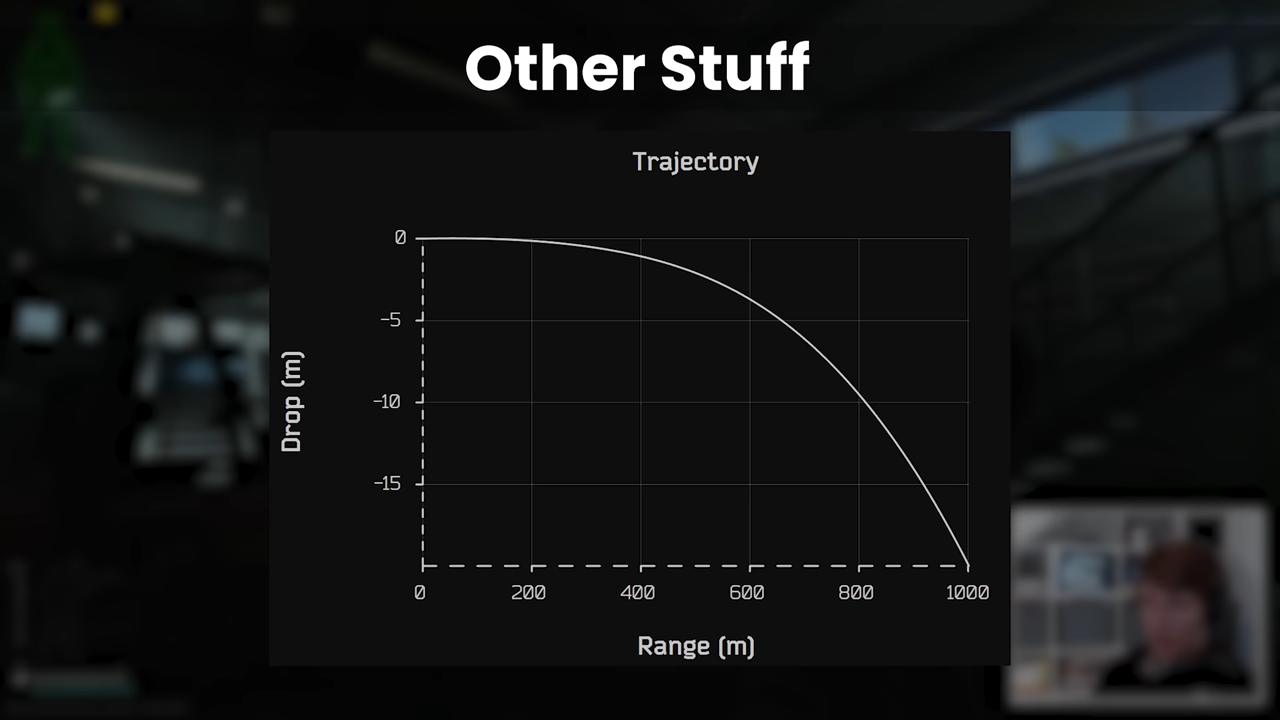 Other Stuff
Trajectory
0
-5
-10
-15
Drop (m)
0 200 400 600 800 1000
Range (m)